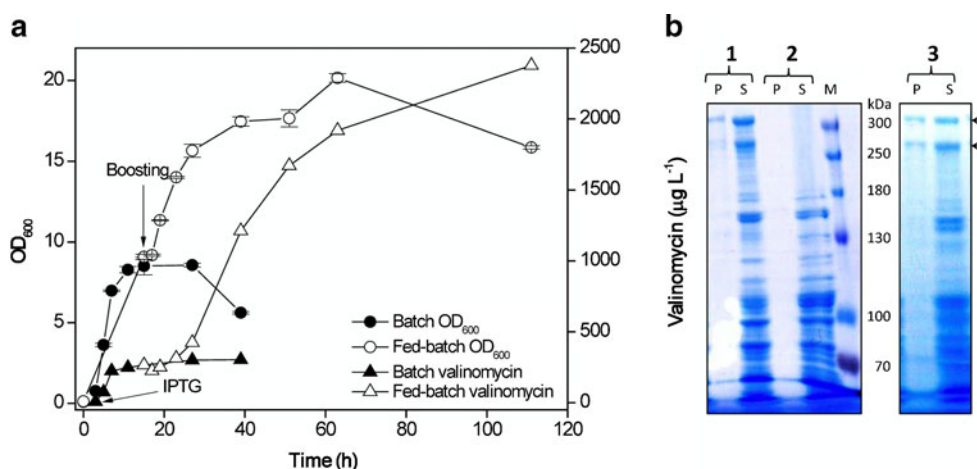 a
OD600
20
15
10
5
0
0 20 40 60 80 100 120
Time (h)
2500
2000
1500
1000
500
0
Valinomycin (µg L-1)
Boosting
IPTG
Batch OD600
Fed-batch OD600
Batch valinomycin
Fed-batch valinomycin
b
1 2 3
P S P S M P S
kDa
300
250
180
130
100
70